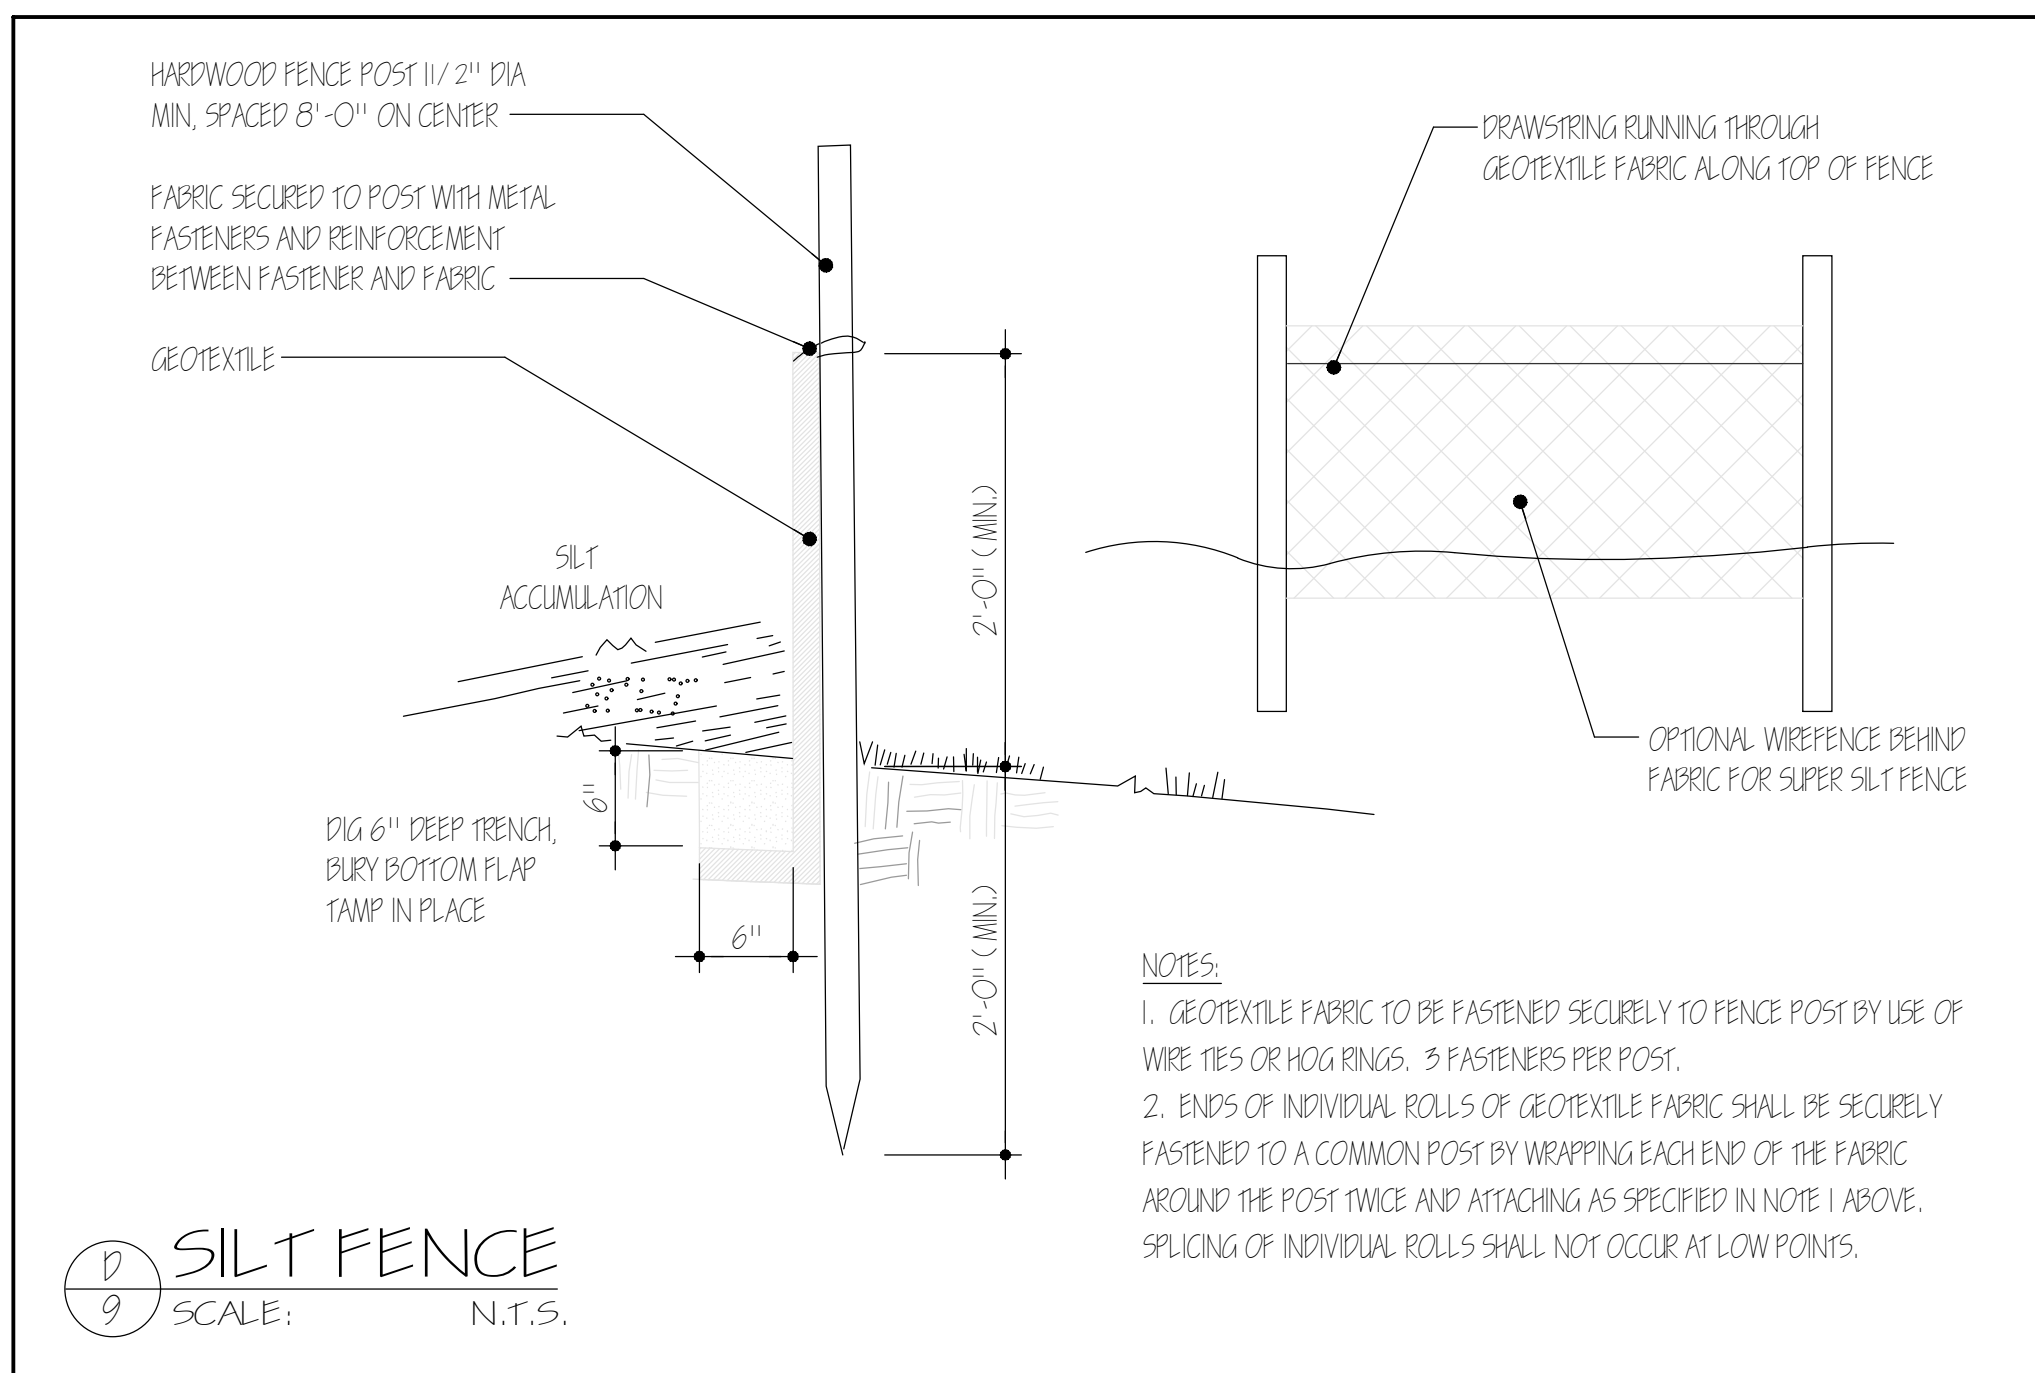 HARDWOOD FENCE POST 11/2" DIA
MIN, SPACED 8'-0" ON CENTER
FABRIC SECURED TO POST WITH METAL
FASTENERS AND REINFORCEMENT
BETWEEN FASTENER AND FABRIC
GEOTEXTILE
SILT
ACCUMULATION
6"
DIG 6" DEEP TRENCH,
BURY BOTTOM FLAP
TAMP IN PLACE
6"
2'-0" (MIN.)
2'-0" (MIN.)
DRAWSTRING RUNNING THROUGH
GEOTEXTILE FABRIC ALONG TOP OF FENCE
OPTIONAL WIREFENCE BEHIND
FABRIC FOR SUPER SILT FENCE
NOTES:
1. GEOTEXTILE FABRIC TO BE FASTENED SECURELY TO FENCE POST BY USE OF
WIRE TIES OR HOG RINGS. 3 FASTENERS PER POST.
2. ENDS OF INDIVIDUAL ROLLS OF GEOTEXTILE FABRIC SHALL BE SECURELY
FASTENED TO A COMMON POST BY WRAPPING EACH END OF THE FABRIC
AROUND THE POST TWICE AND ATTACHING AS SPECIFIED IN NOTE 1 ABOVE.
SPLICING OF INDIVIDUAL ROLLS SHALL NOT OCCUR AT LOW POINTS.
D
9
SILT FENCE
SCALE: N.T.S.